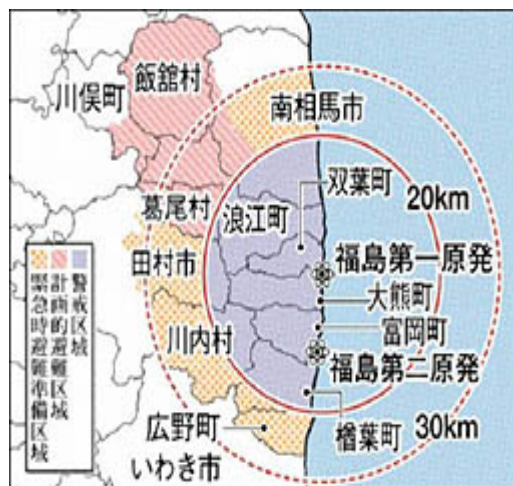 飯舘村
川俣町
南相馬市
双葉町
20km
葛尾村
浪江町
田村市
福島第一原発
大熊町
川内村
富岡町
福島第二原発
広野町
いわき市
楢葉町
30km
警戒区域
計画的避難区域
緊急時避難準備区域